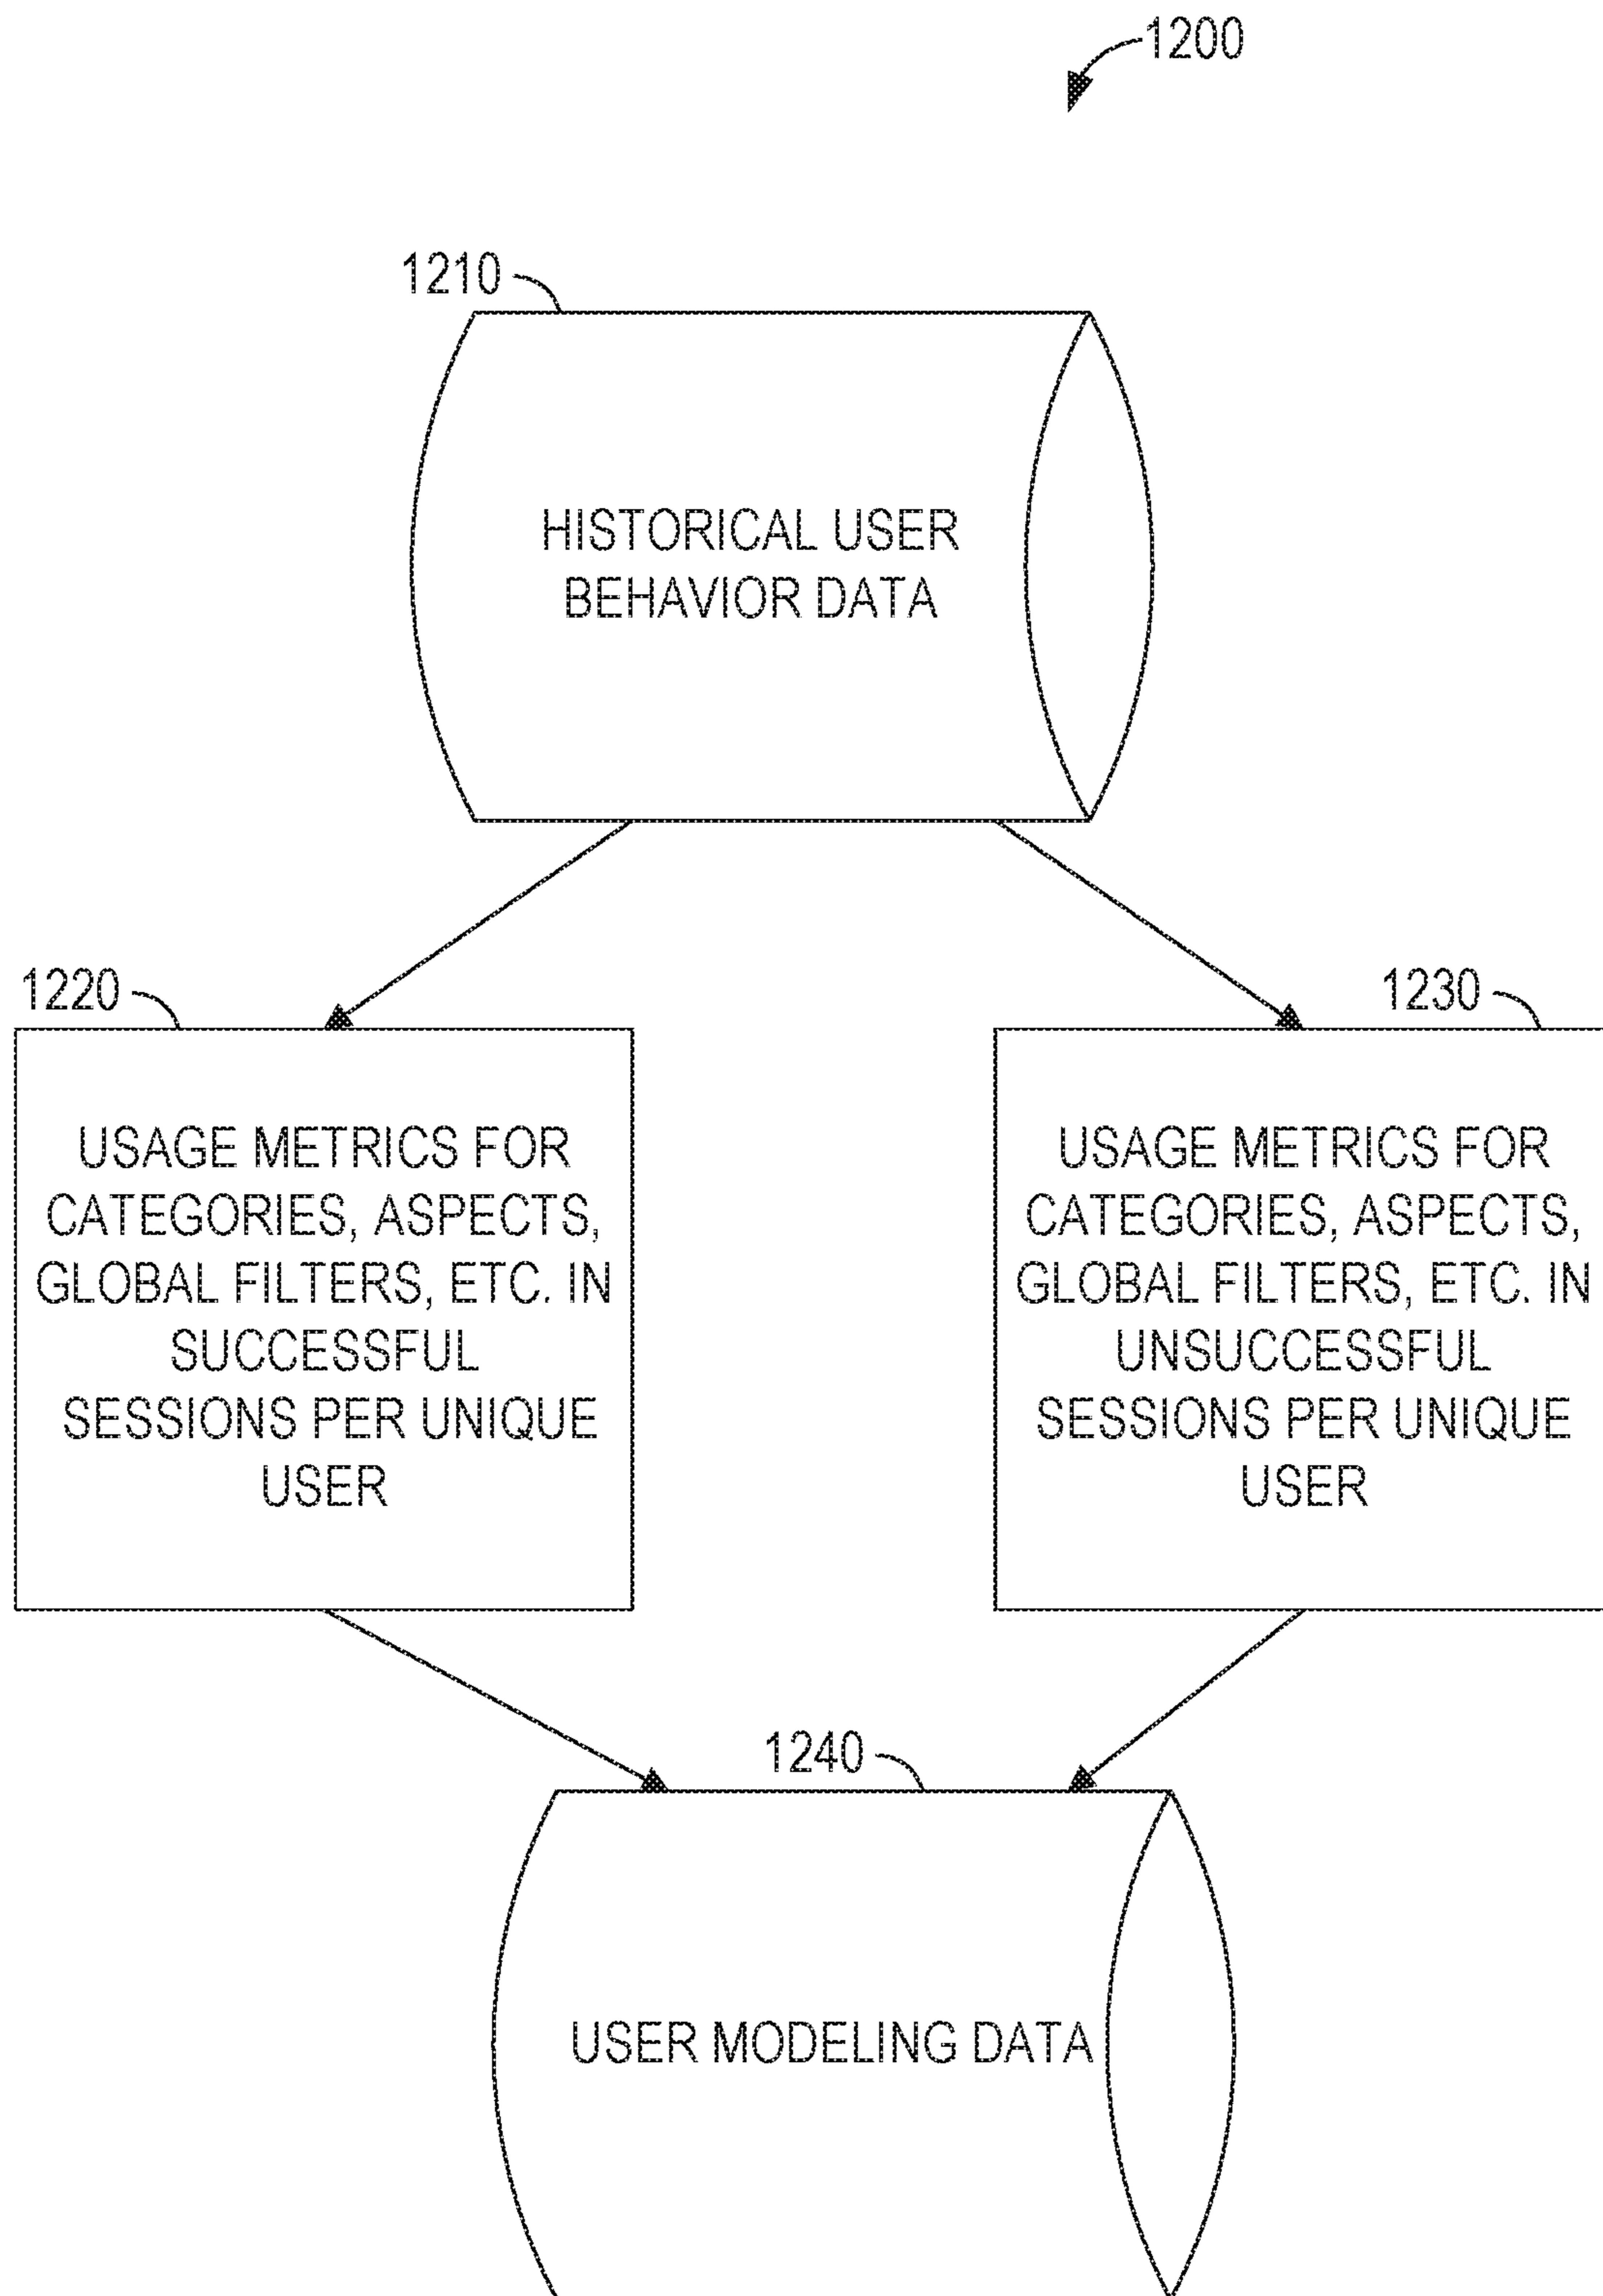 1200
1210
HISTORICAL USER
BEHAVIOR DATA
1220
USAGE METRICS FOR
CATEGORIES, ASPECTS,
GLOBAL FILTERS, ETC. IN
SUCCESSFUL
SESSIONS PER UNIQUE
USER
1230
USAGE METRICS FOR
CATEGORIES, ASPECTS,
GLOBAL FILTERS, ETC. IN
UNSUCCESSFUL
SESSIONS PER UNIQUE
USER
1240
USER MODELING DATA